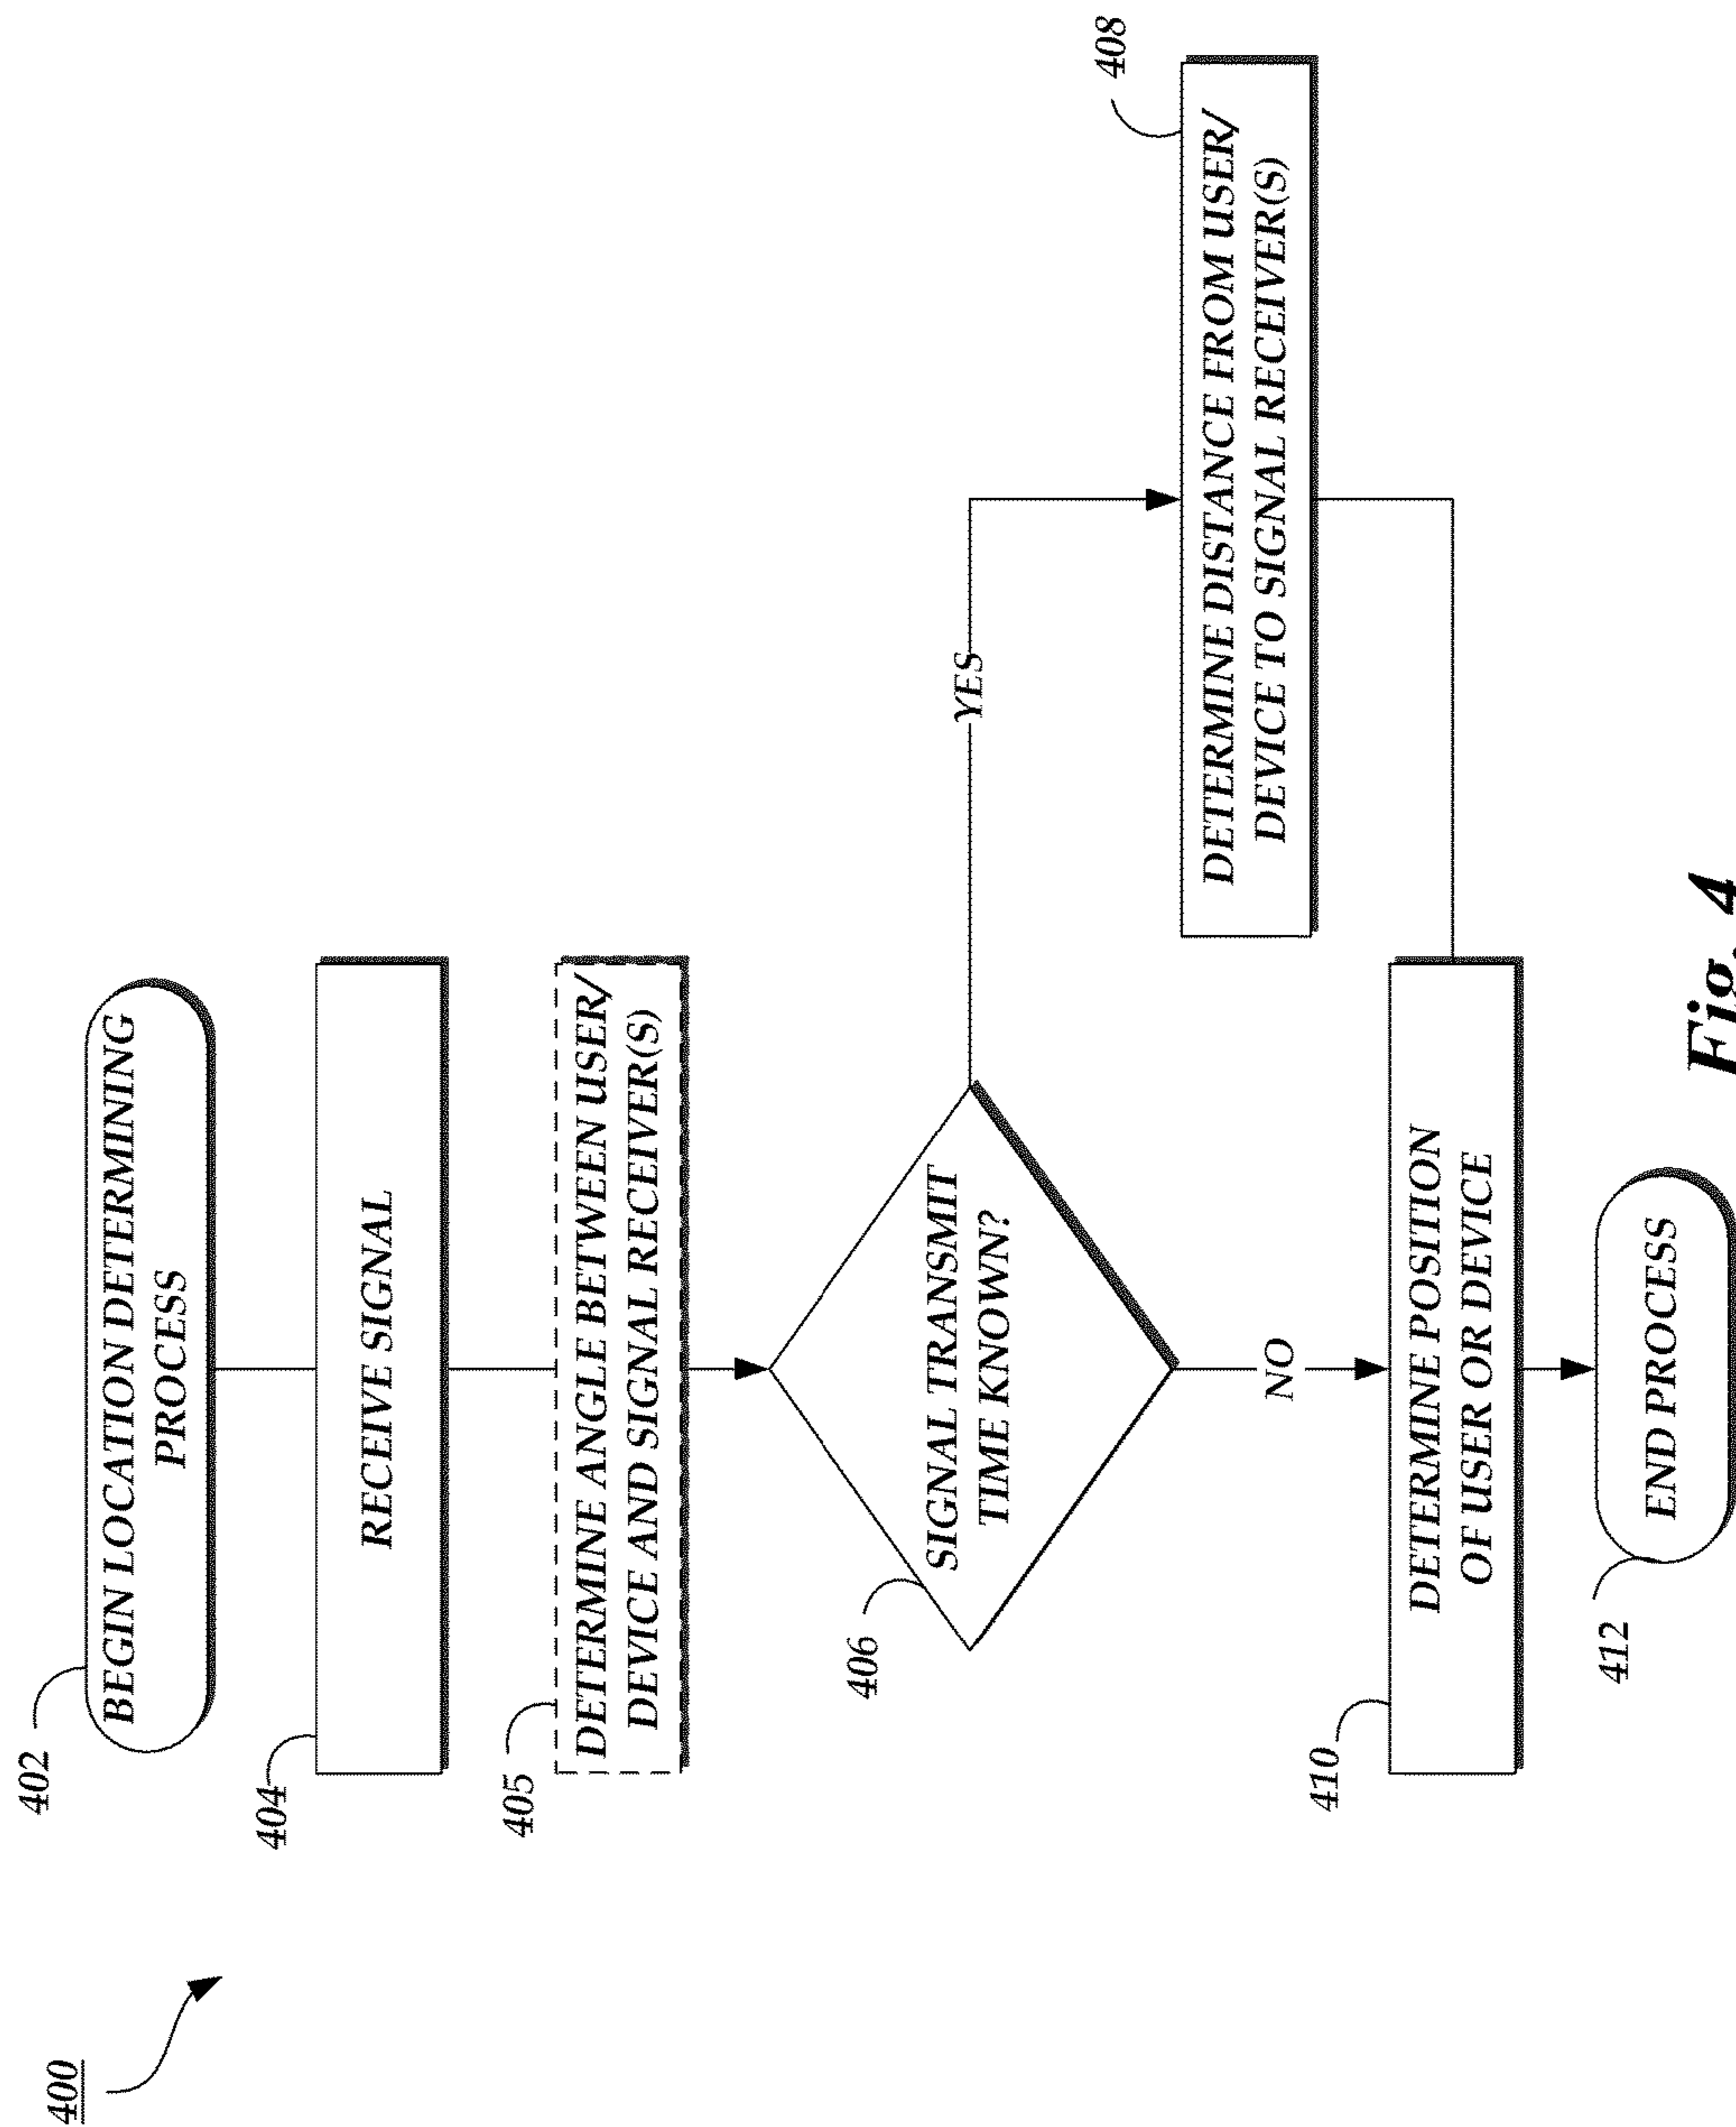 400
402
BEGIN LOCATION DETERMINING
PROCESS
404
RECEIVE SIGNAL
405
DETERMINE ANGLE BETWEEN USER/
DEVICE AND SIGNAL RECEIVER(S)
406
SIGNAL TRANSMIT
TIME KNOWN?
YES
408
DETERMINE DISTANCE FROM USER/
DEVICE TO SIGNAL RECEIVER(S)
NO
410
DETERMINE POSITION
OF USER OR DEVICE
412
END PROCESS
Fig. 4